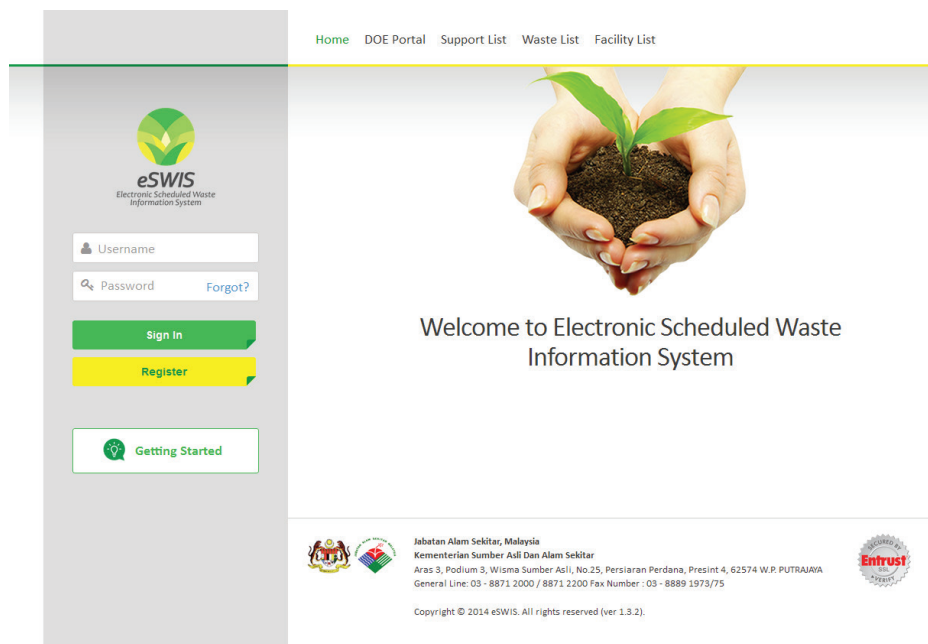 Home DOE Portal Support List Waste List Facility List
eSWIS
Electronic Scheduled Waste
Information System
Username
Password Forgot?
Sign In
Register
Getting Started
Welcome to Electronic Scheduled Waste
Information System
Jabatan Alam Sekitar, Malaysia
Kementerian Sumber Asli Dan Alam Sekitar
Aras 3, Podium 3, Wisma Sumber Asli, No.25, Persiaran Perdana, Presint 4, 62574 W.P. PUTRAJAYA
General Line: 03 - 8871 2000 / 8871 2200 Fax Number : 03 - 8889 1973/75
Copyright © 2014 eSWIS. All rights reserved (ver 1.3.2).
SECURED BY
Entrust
SSL
VERIFY